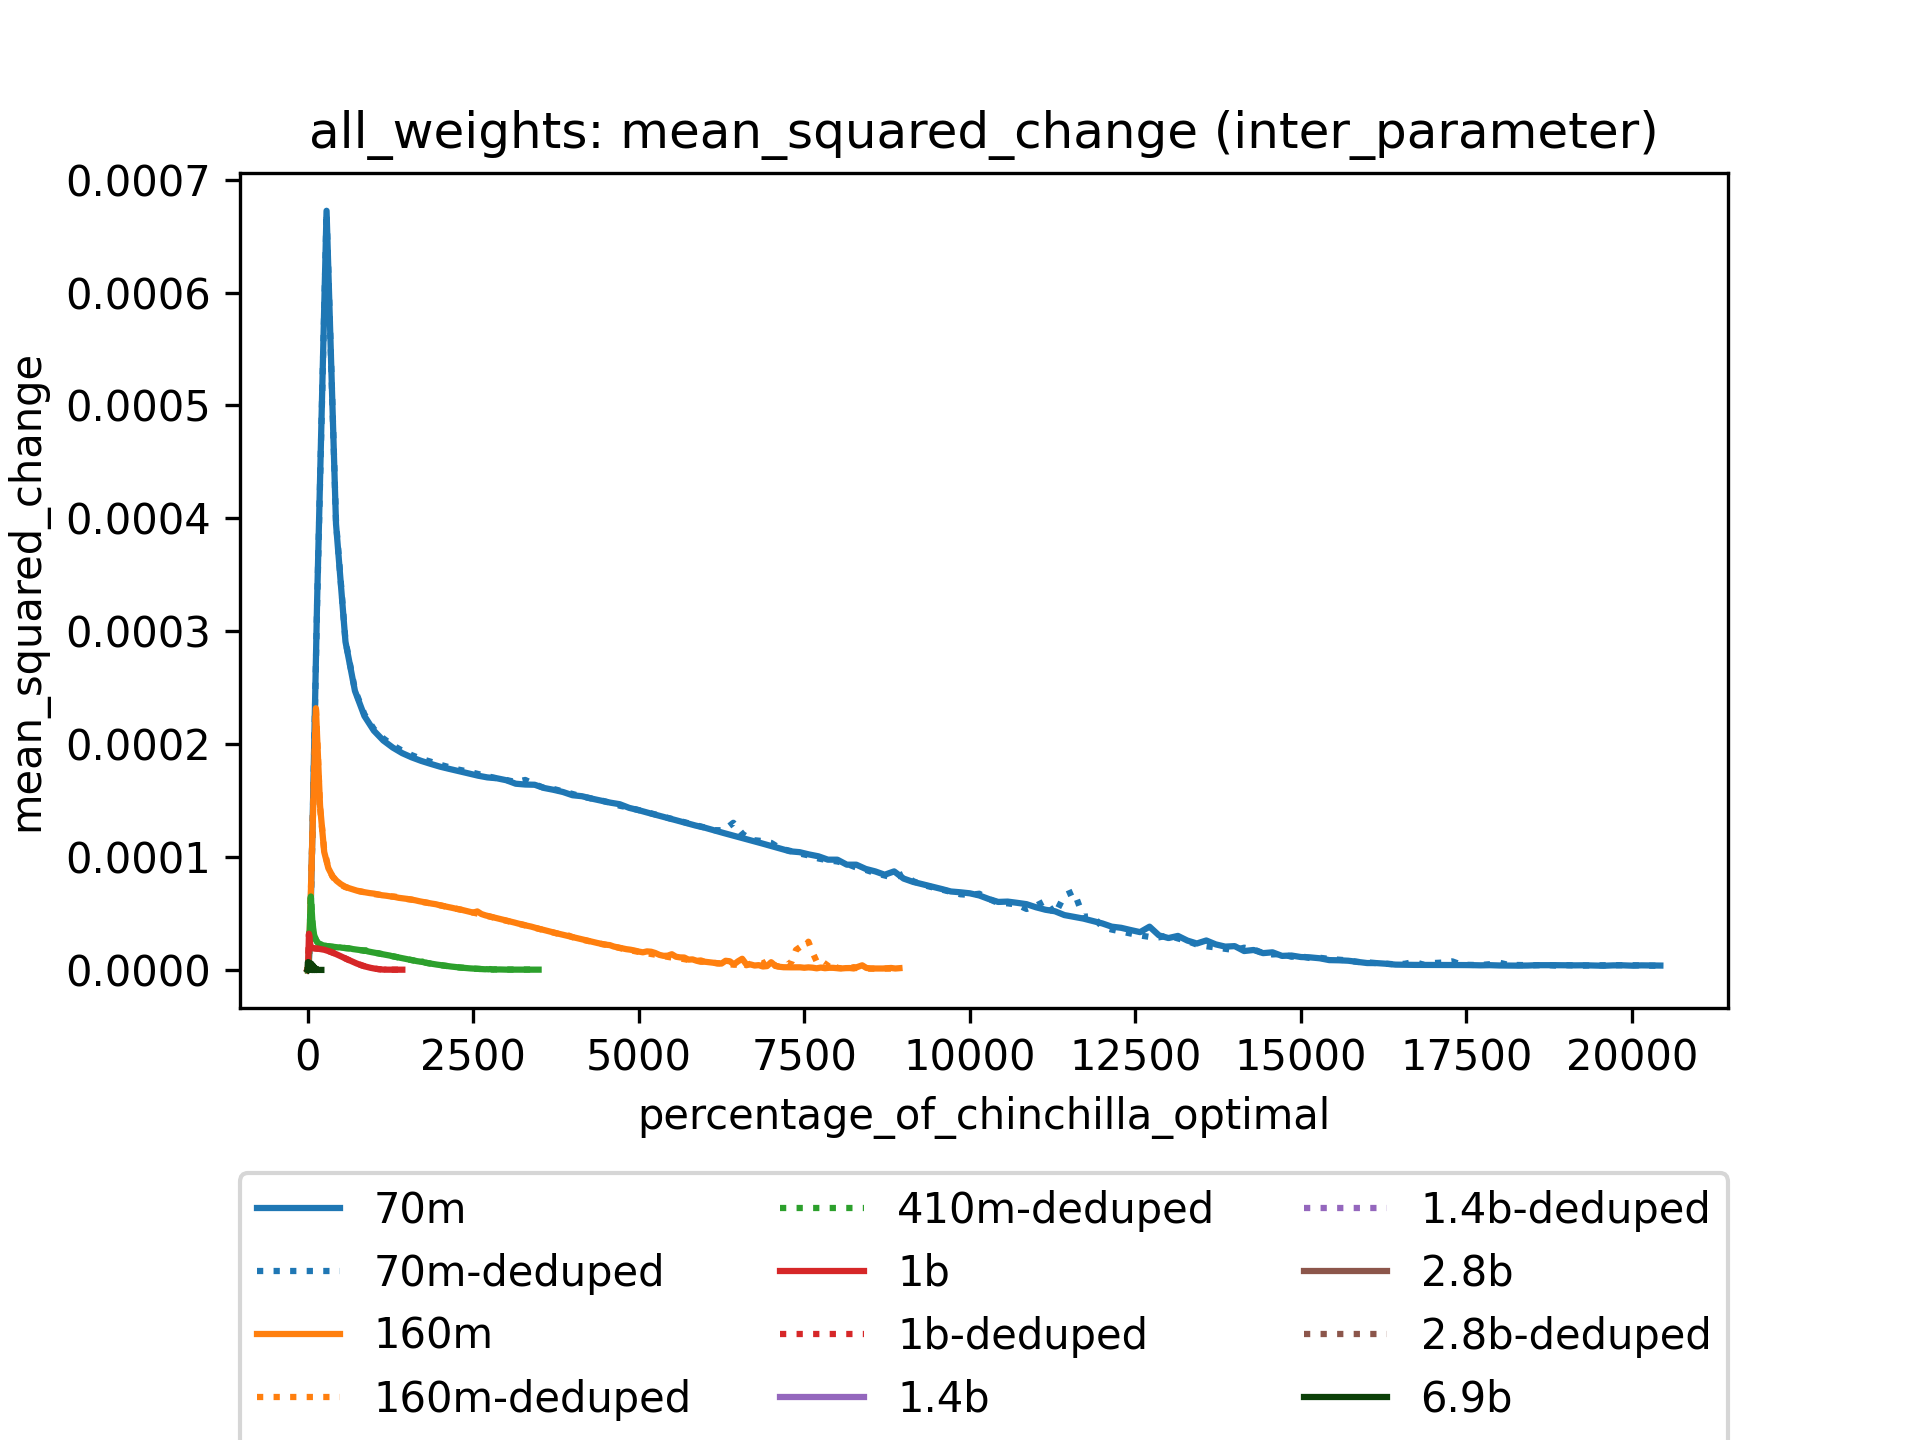 all_weights: mean_squared_change (inter_parameter)
mean_squared_change
0.0007
0.0006
0.0005
0.0004
0.0003
0.0002
0.0001
0.0000
0 2500 5000 7500 10000 12500 15000 17500 20000
percentage_of_chinchilla_optimal
70m
70m-deduped
160m
160m-deduped
410m-deduped
1b
1b-deduped
1.4b
1.4b-deduped
2.8b
2.8b-deduped
6.9b